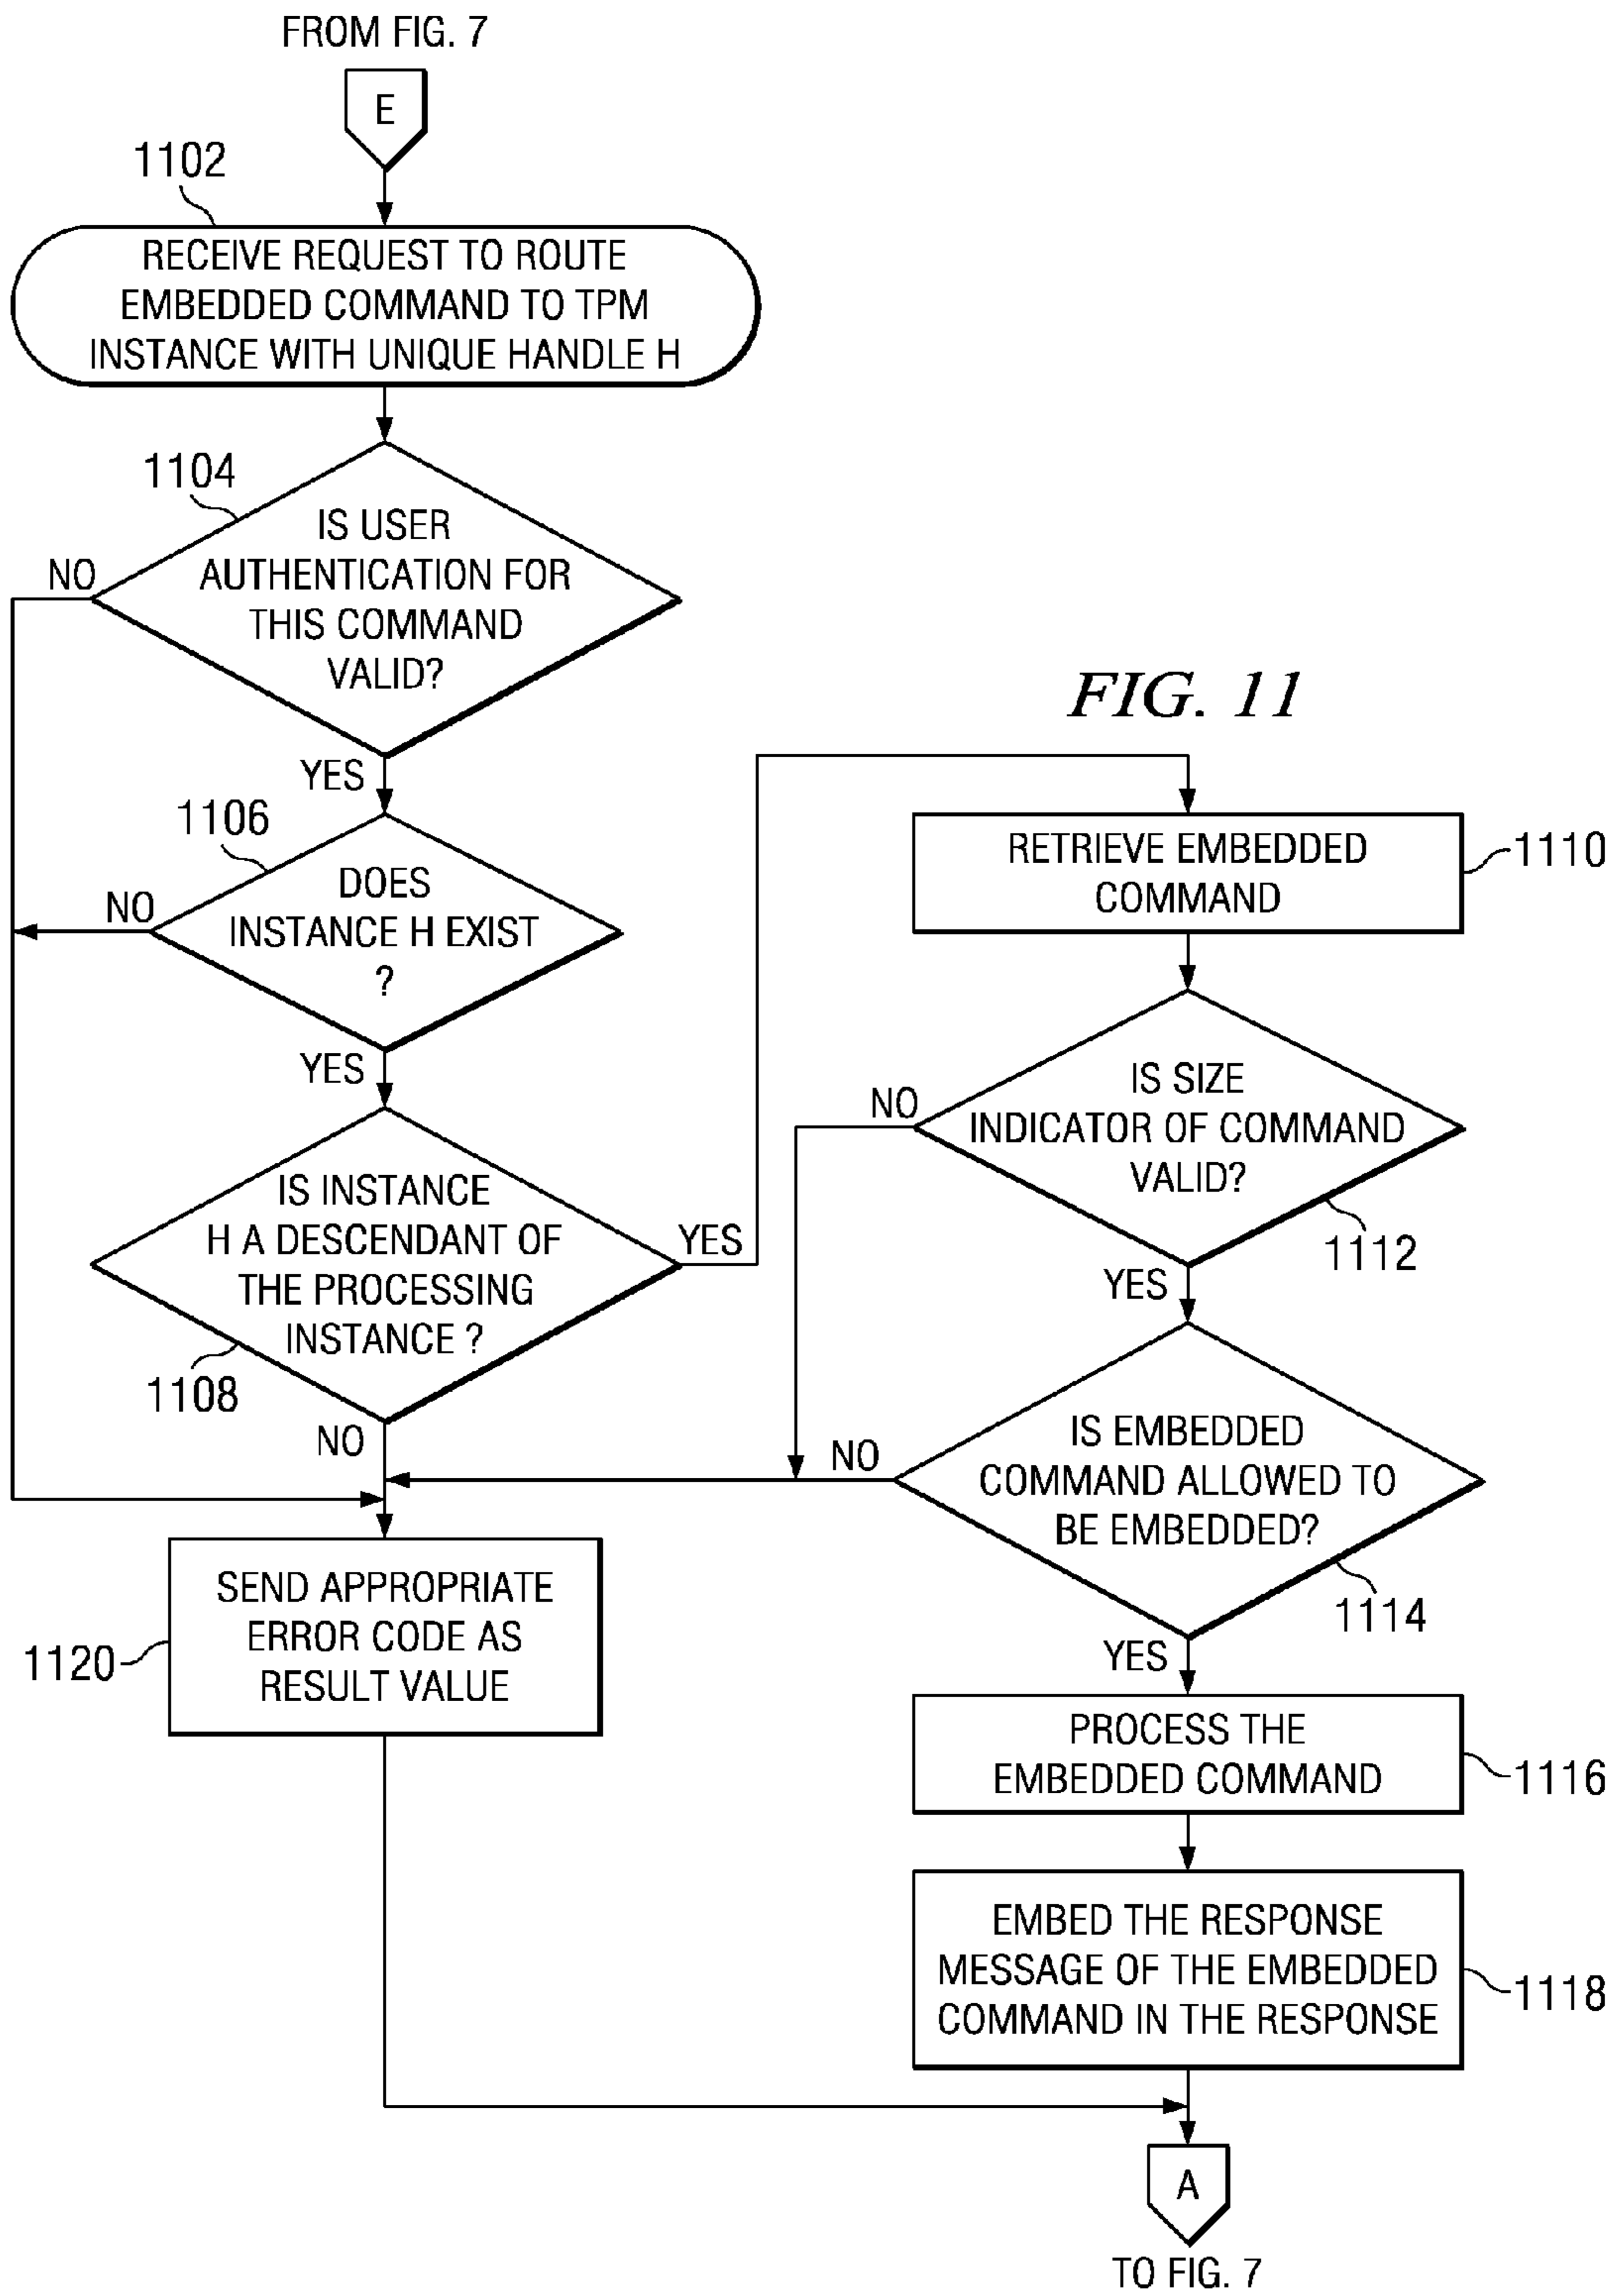 FROM FIG. 7
E
1102
RECEIVE REQUEST TO ROUTE
EMBEDDED COMMAND TO TPM
INSTANCE WITH UNIQUE HANDLE H
1104
IS USER
AUTHENTICATION FOR
THIS COMMAND
VALID?
NO
YES
1106
DOES
INSTANCE H EXIST
?
NO
YES
IS INSTANCE
H A DESCENDANT OF
THE PROCESSING
INSTANCE ?
YES
1108
NO
1120
SEND APPROPRIATE
ERROR CODE AS
RESULT VALUE
FIG. 11
RETRIEVE EMBEDDED
COMMAND
1110
IS SIZE
INDICATOR OF COMMAND
VALID?
NO
1112
YES
IS EMBEDDED
COMMAND ALLOWED TO
BE EMBEDDED?
NO
1114
YES
PROCESS THE
EMBEDDED COMMAND
1116
EMBED THE RESPONSE
MESSAGE OF THE EMBEDDED
COMMAND IN THE RESPONSE
1118
A
TO FIG. 7